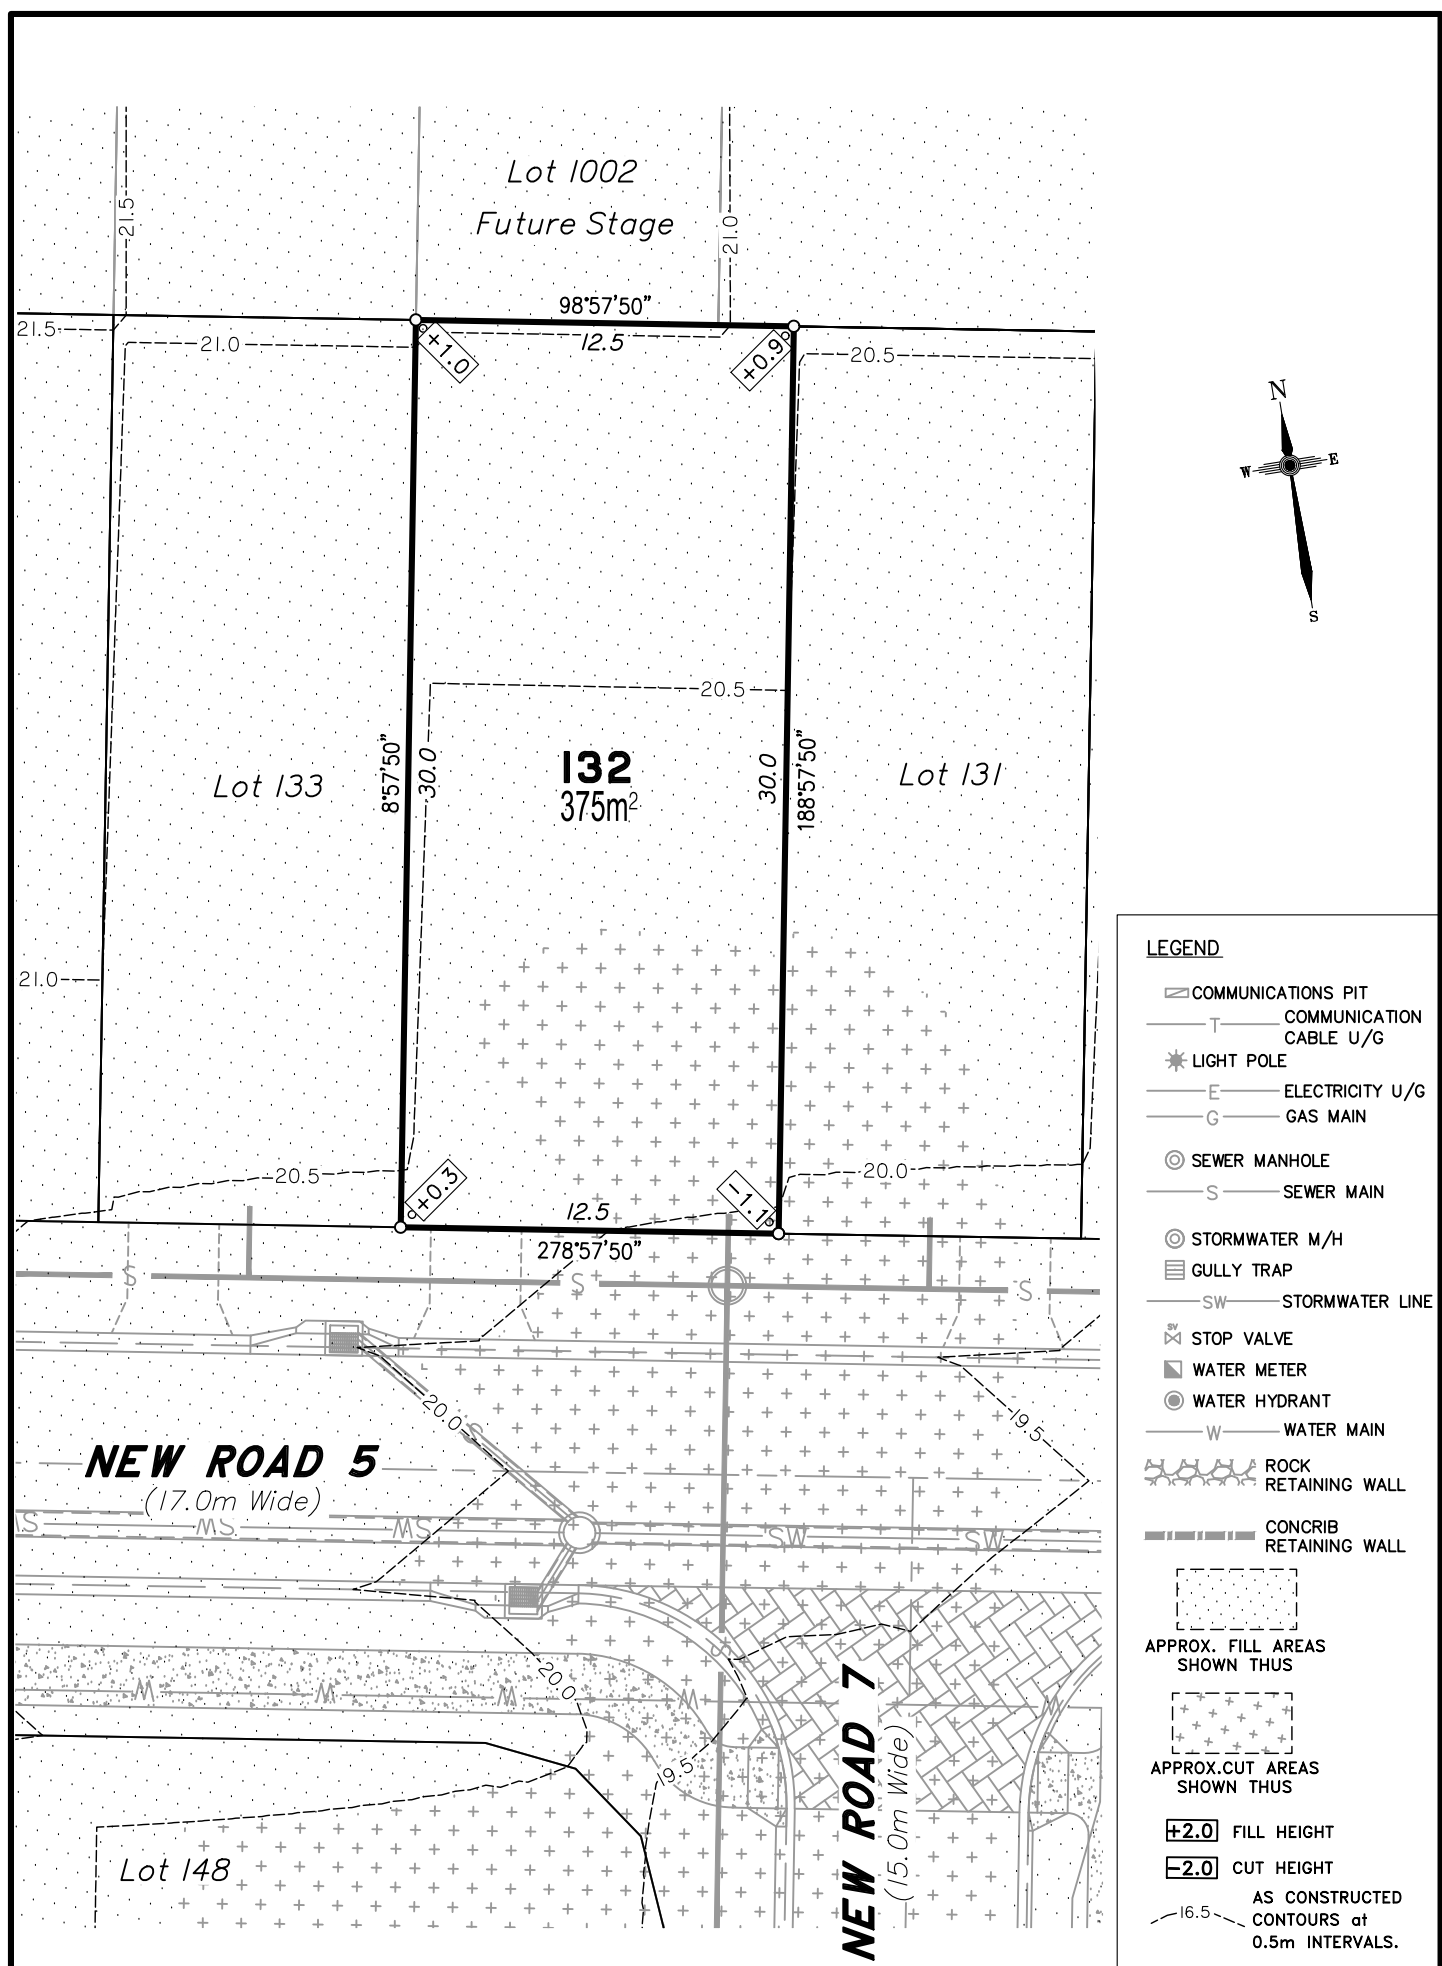 Lot 1002
Future Stage
21.5
21.0
98°57'50"
12.5
21.5
21.0
+1.0
+0.9
20.5
N
W
E
S
20.5
132
375m²
8°57'50"
30.0
30.0
188°57'50"
Lot 133
Lot 131
21.0
20.5
+0.3
-1.1
20.0
12.5
278°57'50"
S
S
S
20.0
S
19.5
NEW ROAD 5
(17.0m Wide)
SW
SW
SW
SW
SW
S
20.0
W
W
W
W
W
19.5
NEW ROAD 7
(15.0m Wide)
Lot 148
LEGEND
COMMUNICATIONS PIT
T
COMMUNICATION
CABLE U/G
LIGHT POLE
E
ELECTRICITY U/G
G
GAS MAIN
SEWER MANHOLE
S
SEWER MAIN
STORMWATER M/H
GULLY TRAP
SW
STORMWATER LINE
SV
STOP VALVE
WATER METER
WATER HYDRANT
W
WATER MAIN
ROCK
RETAINING WALL
CONCRIB
RETAINING WALL
APPROX. FILL AREAS
SHOWN THUS
APPROX.CUT AREAS
SHOWN THUS
+2.0 FILL HEIGHT
-2.0 CUT HEIGHT
16.5
AS CONSTRUCTED
CONTOURS at
0.5m INTERVALS.